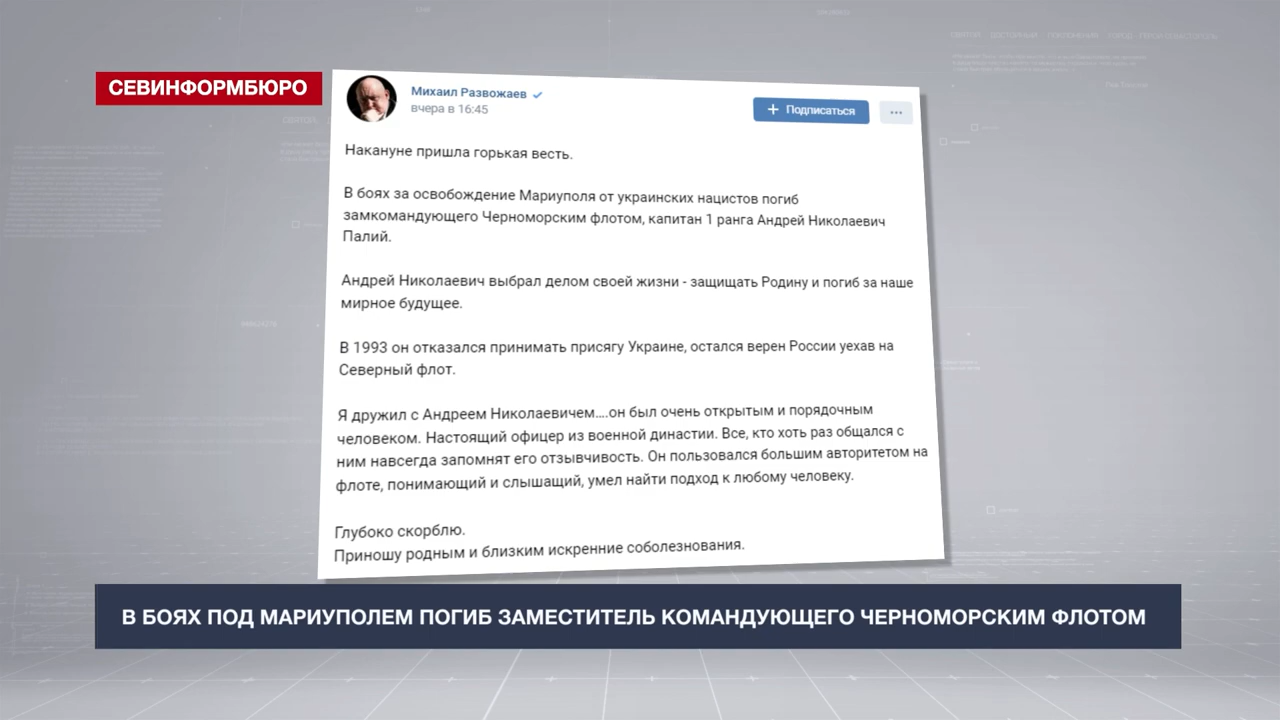 СЕВИНФОРМБЮРО
Михаил Развожаев
вчера в 16:45
+ Подписаться
...
Накануне пришла горькая весть.
В боях за освобождение Мариуполя от украинских нацистов погиб
замкомандующего Черноморским флотом, капитан 1 ранга Андрей Николаевич
Палий.
Андрей Николаевич выбрал делом своей жизни - защищать Родину и погиб за наше
мирное будущее.
В 1993 он отказался принимать присягу Украине, остался верен России уехав на
Северный флот.
Я дружил с Андреем Николаевичем....он был очень открытым и порядочным
человеком. Настоящий офицер из военной династии. Все, кто хоть раз общался с
ним навсегда запомнят его отзывчивость. Он пользовался большим авторитетом на
флоте, понимающий и слышащий, умел найти подход к любому человеку.
Глубоко скорблю.
Приношу родным и близким искренние соболезнования.
В БОЯХ ПОД МАРИУПОЛЕМ ПОГИБ ЗАМЕСТИТЕЛЬ КОМАНДУЮЩЕГО ЧЕРНОМОРСКИМ ФЛОТОМ